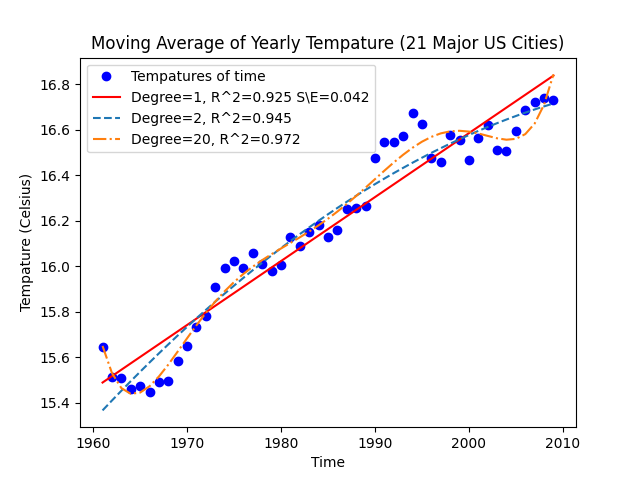 Moving Average of Yearly Tempature (21 Major US Cities)
Tempatures of time
Degree=1, R^2=0.925 S\E=0.042
Degree=2, R^2=0.945
Degree=20, R^2=0.972
16.8
16.6
16.4
16.2
16.0
15.8
15.6
15.4
Tempature (Celsius)
1960 1970 1980 1990 2000 2010
Time